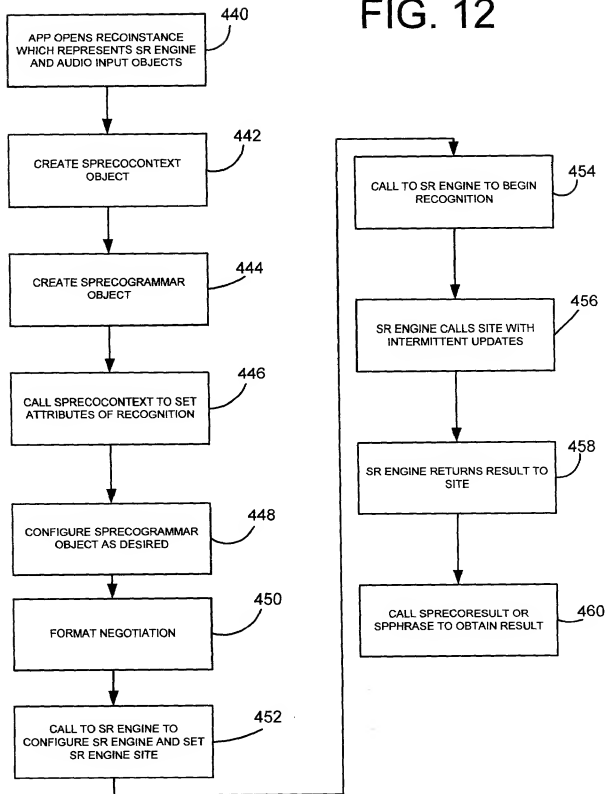 FIG. 12
440
APP OPENS RECOINSTANCE
WHICH REPRESENTS SR ENGINE
AND AUDIO INPUT OBJECTS
442
CREATE SPRECOCONTEXT
OBJECT
444
CREATE SPRECOGRAMMAR
OBJECT
446
CALL SPRECOCONTEXT TO SET
ATTRIBUTES OF RECOGNITION
448
CONFIGURE SPRECOGRAMMAR
OBJECT AS DESIRED
450
FORMAT NEGOTIATION
452
CALL TO SR ENGINE TO
CONFIGURE SR ENGINE AND SET
SR ENGINE SITE
454
CALL TO SR ENGINE TO BEGIN
RECOGNITION
456
SR ENGINE CALLS SITE WITH
INTERMITTENT UPDATES
458
SR ENGINE RETURNS RESULT TO
SITE
460
CALL SPRECORESULT OR
SPPHRASE TO OBTAIN RESULT